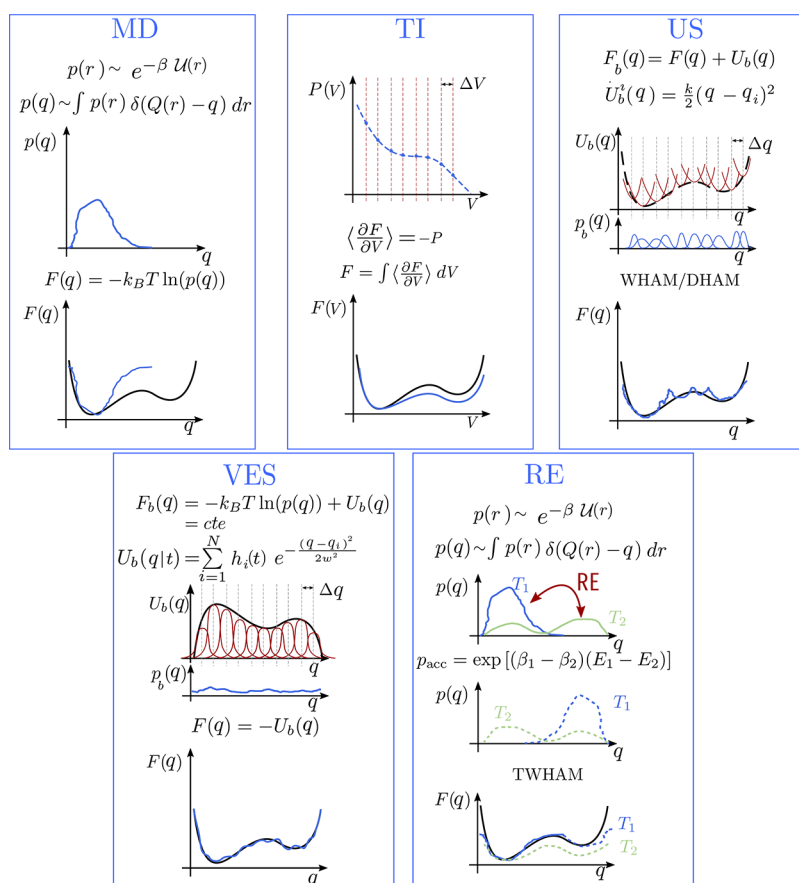 MD
p(r) ∼ e^{−β 𝒰(r)}
p(q) ∼ ∫ p(r) δ(Q(r) − q) dr
p(q)
q
F(q) = −k_B T ln(p(q))
F(q)
q
TI
P(V)
ΔV
V
⟨∂F/∂V⟩ = −P
F = ∫ ⟨∂F/∂V⟩ dV
F(V)
V
US
F_b(q) = F(q) + U_b(q)
U_b^i(q) = k/2 (q − q_i)^2
U_b(q)
Δq
q
p_b(q)
q
WHAM/DHAM
F(q)
q
VES
F_b(q) = −k_B T ln(p(q)) + U_b(q)
= cte
U_b(q|t) = ∑_{i=1}^{N} h_i(t) e^{−(q−q_i)^2/2w^2}
Δq
U_b(q)
q
p_b(q)
q
F(q) = −U_b(q)
F(q)
q
RE
p(r) ∼ e^{−β 𝒰(r)}
p(q) ∼ ∫ p(r) δ(Q(r) − q) dr
p(q)
T_1
RE
T_2
q
p_acc = exp [(β_1 − β_2)(E_1 − E_2)]
p(q)
T_2
T_1
q
TWHAM
F(q)
T_1
T_2
q